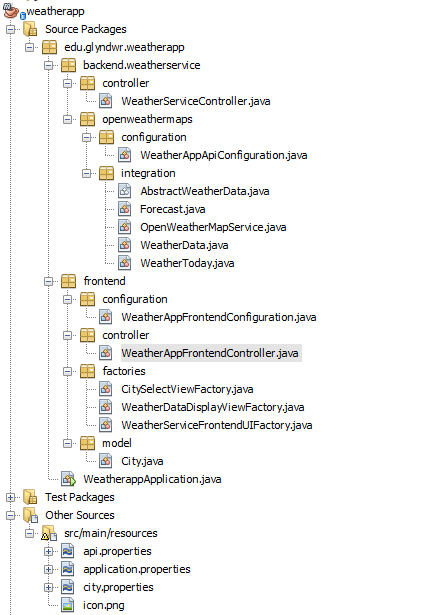 weatherapp
Source Packages
edu.glyndwr.weatherapp
backend.weatherservice
controller
WeatherServiceController.java
openweathermaps
configuration
WeatherAppApiConfiguration.java
integration
AbstractWeatherData.java
Forecast.java
OpenWeatherMapService.java
WeatherData.java
WeatherToday.java
frontend
configuration
WeatherAppFrontendConfiguration.java
controller
WeatherAppFrontendController.java
factories
CitySelectViewFactory.java
WeatherDataDisplayViewFactory.java
WeatherServiceFrontendUIFactory.java
model
City.java
WeatherappApplication.java
Test Packages
Other Sources
src/main/resources
api.properties
application.properties
city.properties
icon.png